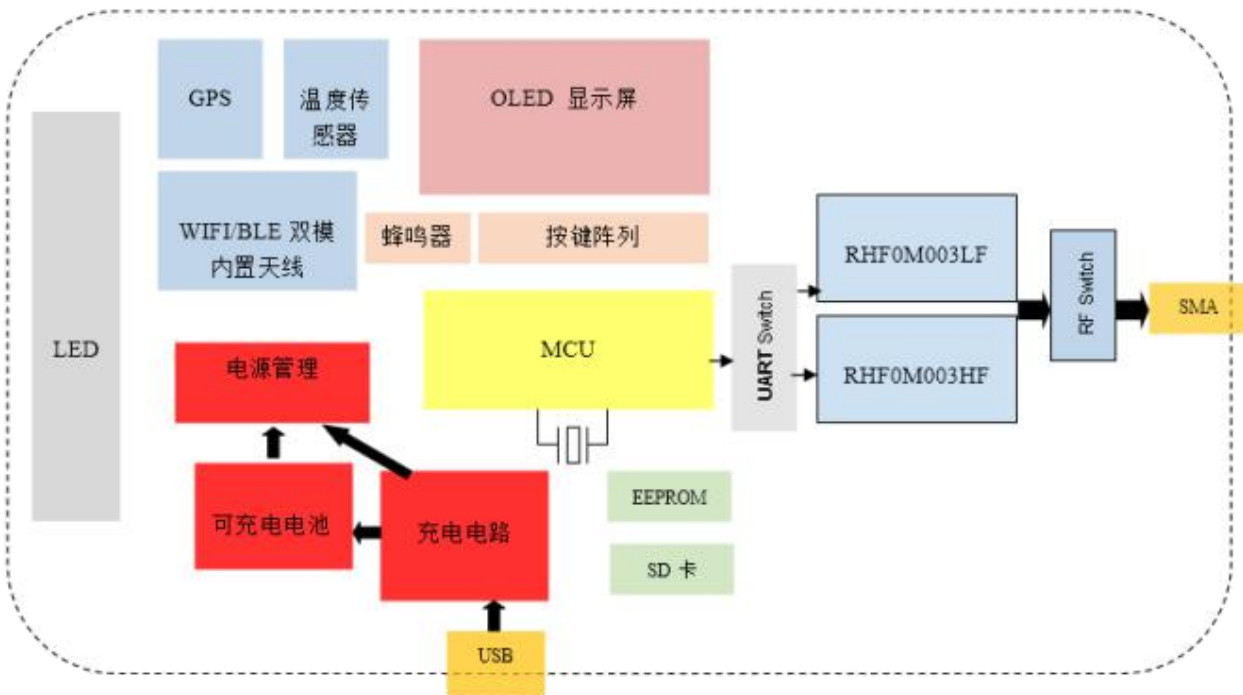 GPS
温度传
感器
OLED 显示屏
WIFI/BLE 双模
内置天线
蜂鸣器
按键阵列
RHF0M003LF
RF Switch
SMA
LED
电源管理
MCU
UART Switch
RHF0M003HF
可充电电池
充电电路
EEPROM
SD 卡
USB